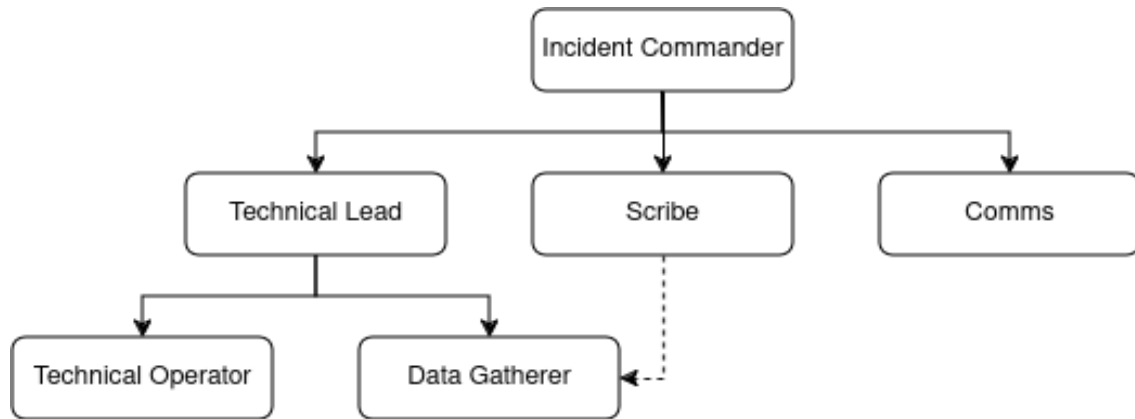 Incident Commander
Technical Lead
Scribe
Comms
Technical Operator
Data Gatherer